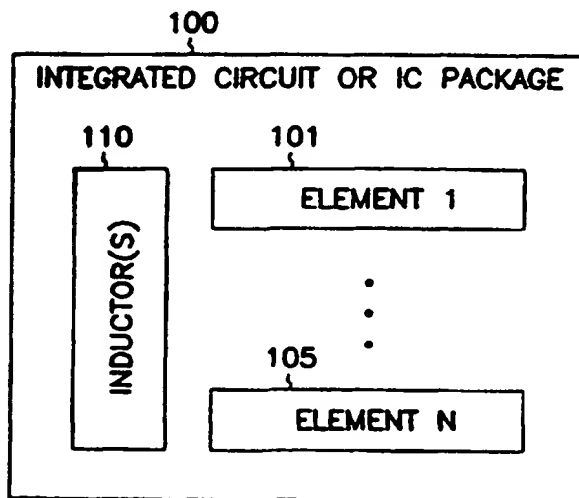 100
INTEGRATED CIRCUIT OR IC PACKAGE
110
INDUCTOR(S)
101
ELEMENT 1
105
ELEMENT N